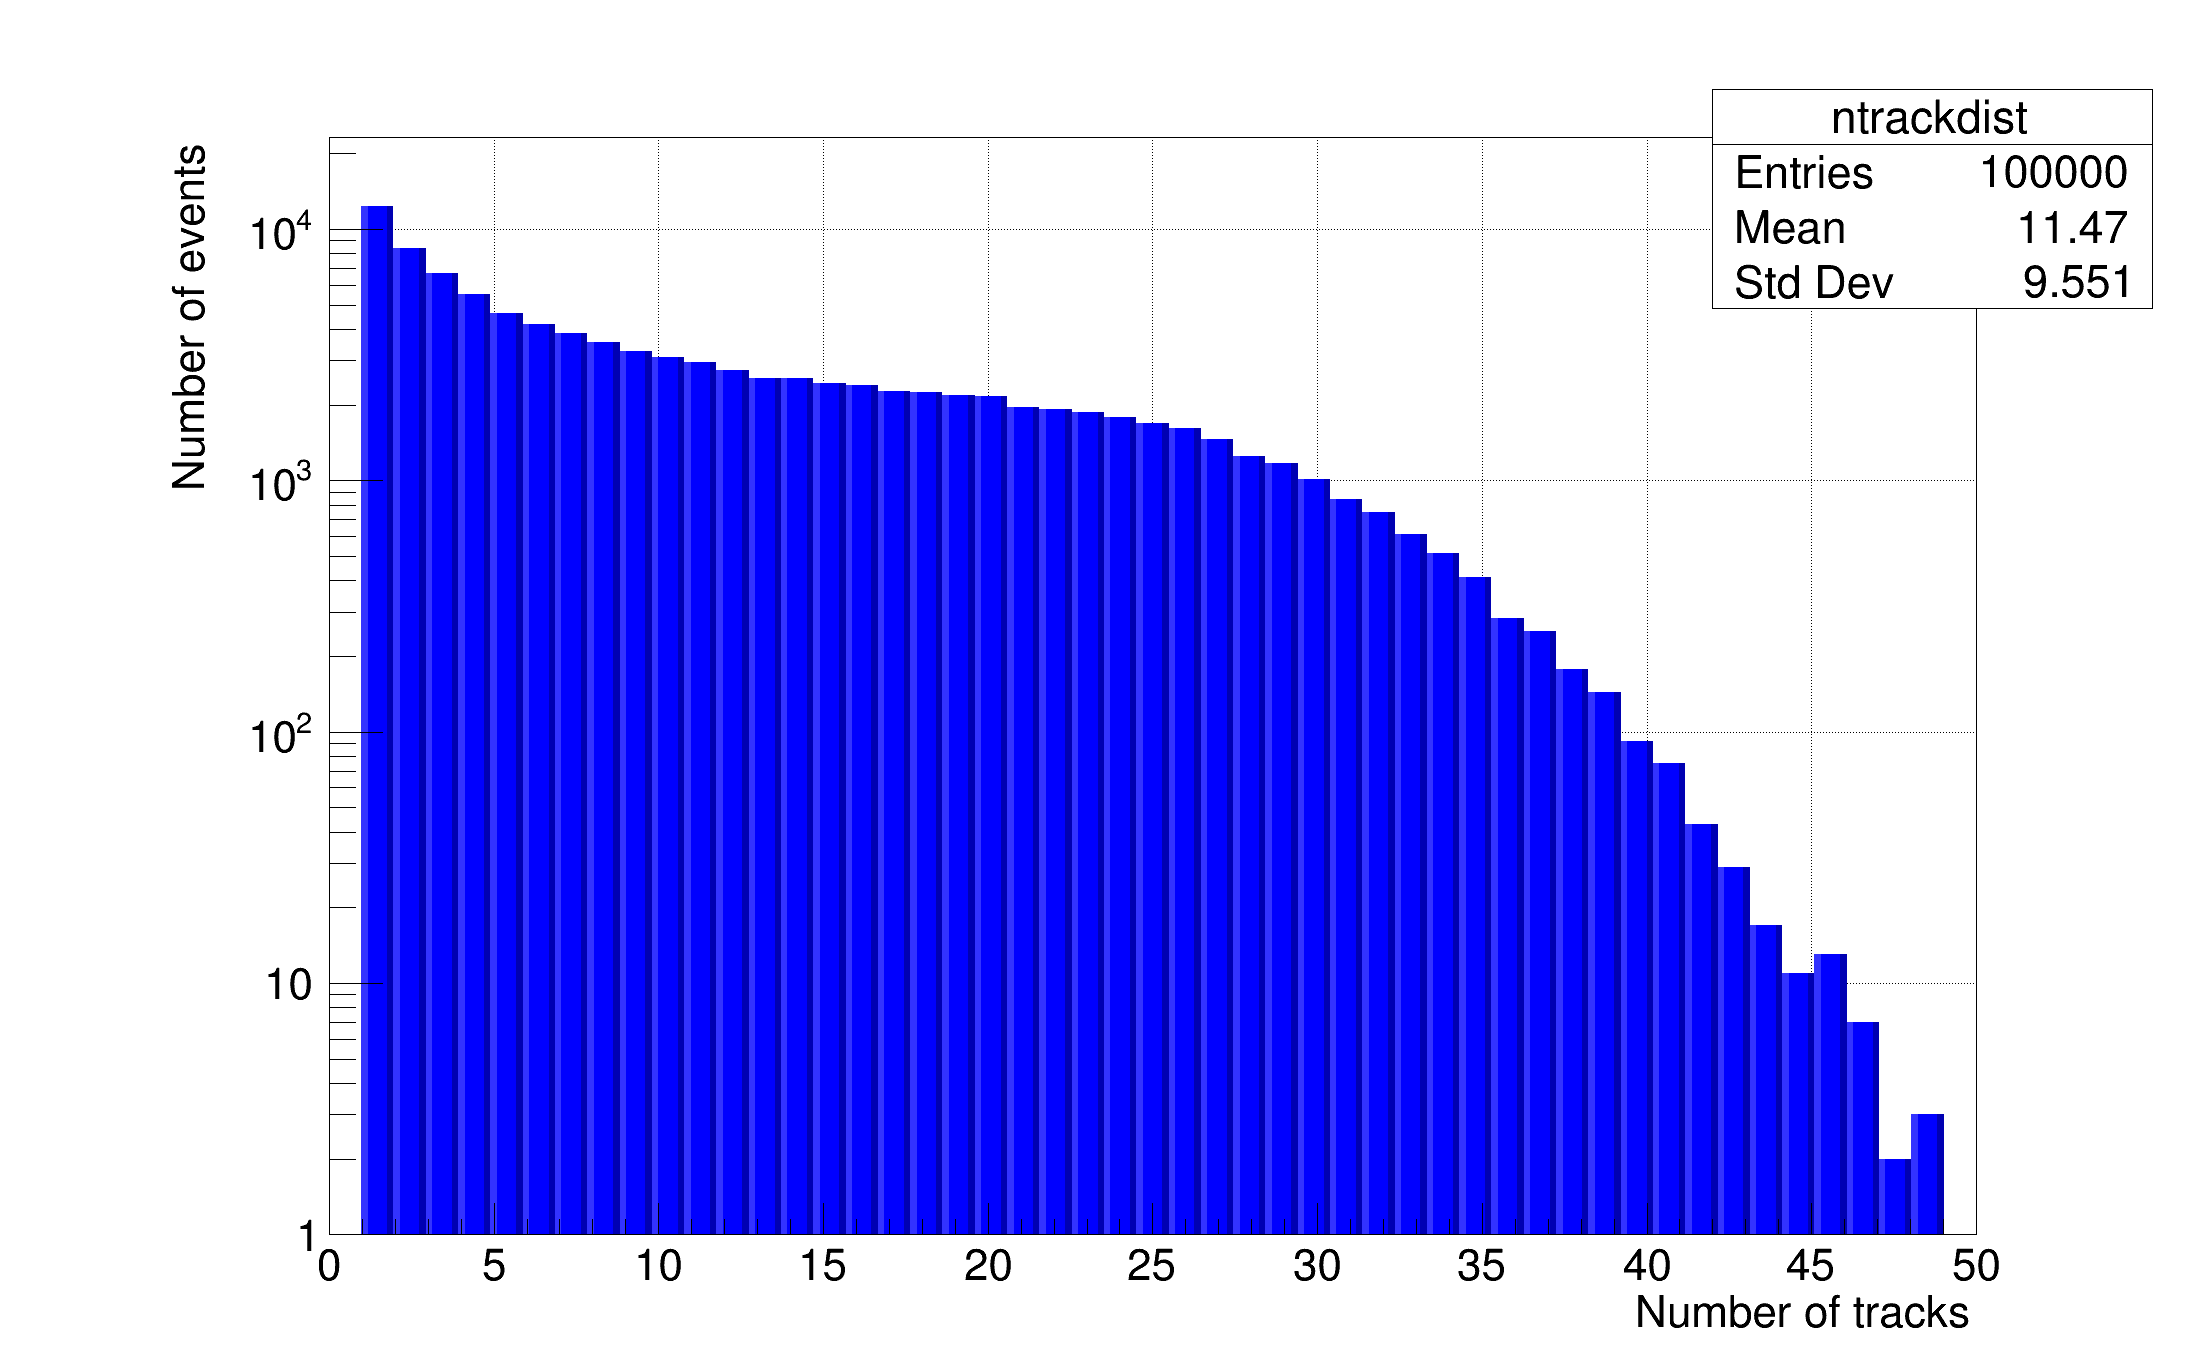 ntrackdist
Entries 100000
Mean 11.47
Std Dev 9.551
Number of events
10⁴
10³
10²
10
1
0 5 10 15 20 25 30 35 40 45 50
Number of tracks